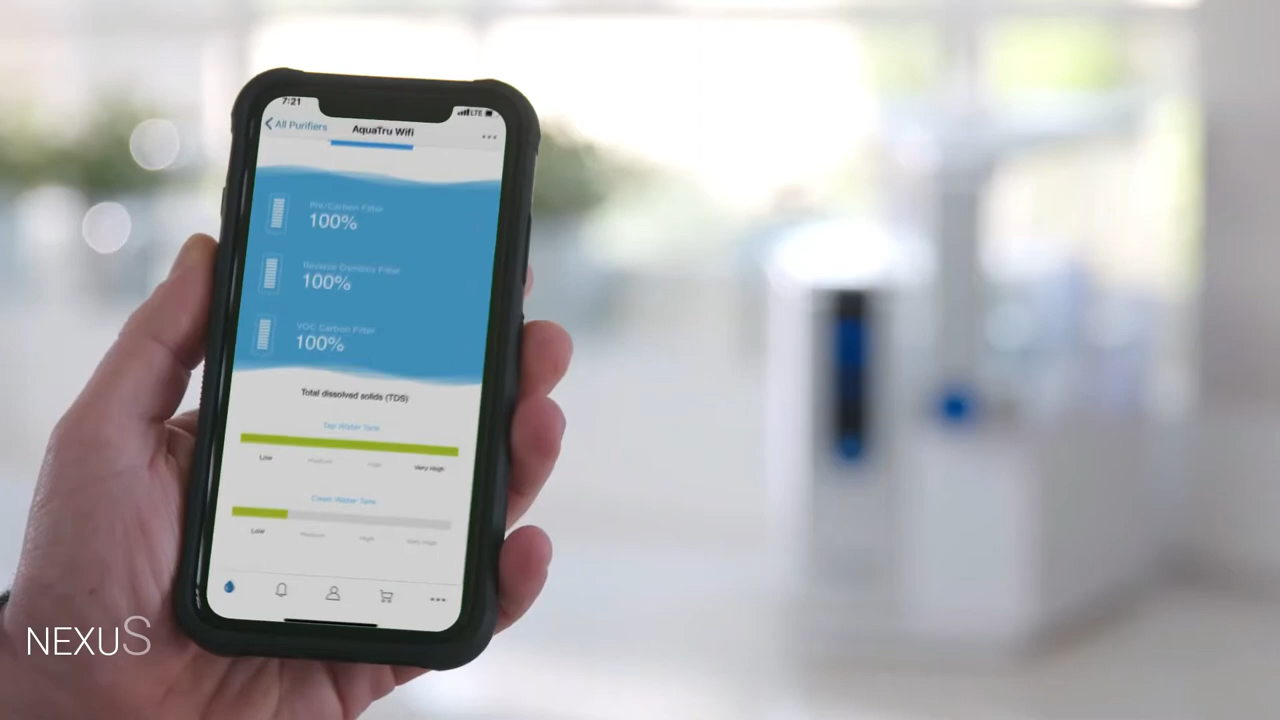 7:21
LTE
All Purifiers
AquaTru Wifi
Pre/Carbon Filter
100%
Reverse Osmosis Filter
100%
VOC Carbon Filter
100%
Total dissolved solids (TDS)
Tap Water Tank
Low Medium High Very High
Clean Water Tank
Low Medium High Very High
NEXUS